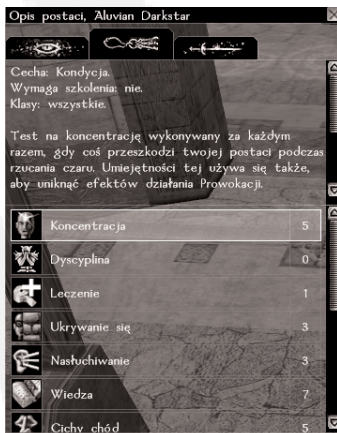 Opis postaci, Aluvian Darkstar
Cecha: Kondycja.
Wymaga szkolenia: nie.
Klasy: wszystkie.
Test na koncentrację wykonywany za każdym
razem, gdy coś przeszkodzi twojej postaci podczas
rzucania czaru. Umiejętności tej używa się także,
aby uniknąć efektów działania Prowokacji.
Koncentracja 5
Dyscyplina 0
Leczenie 1
Ukrywanie się 3
Nasłuchiwanie 3
Wiedza 7
Cichy chód 5